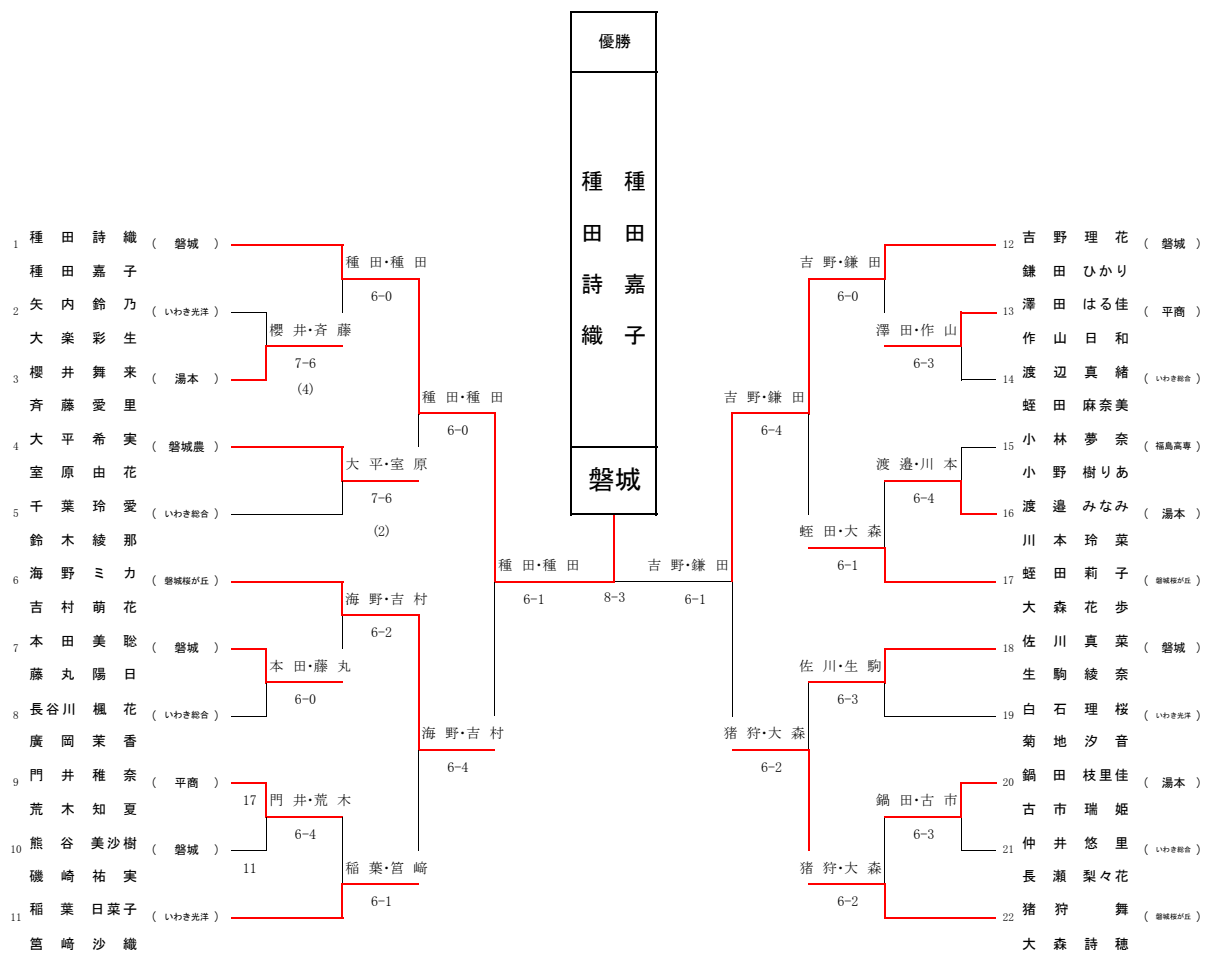 優勝
種田詩織
種田嘉子
磐城
1 種田詩織 （ 磐城 ）
種田嘉子
2 矢内鈴乃 （ いわき光洋 ）
大楽彩生
3 櫻井舞来 （ 湯本 ）
斉藤愛里
4 大平希実 （ 磐城農 ）
室原由花
5 千葉玲愛 （ いわき総合 ）
鈴木綾那
6 海野ミカ （ 磐城桜が丘 ）
吉村萌花
7 本田美聡 （ 磐城 ）
藤丸陽日
8 長谷川楓花 （ いわき総合 ）
廣岡茉香
9 門井稚奈 （ 平商 ）
荒木知夏
10 熊谷美沙樹 （ 磐城 ）
磯崎祐実
11 稲葉日菜子 （ いわき光洋 ）
筥﨑沙織
種田・種田
6-0
櫻井・斉藤
7-6
(4)
大平・室原
7-6
(2)
種田・種田
6-0
海野・吉村
6-2
本田・藤丸
6-0
17
門井・荒木
6-4
11
稲葉・筥﨑
6-1
海野・吉村
6-4
種田・種田
6-1
8-3
吉野・鎌田
6-1
吉野・鎌田
6-4
猪狩・大森
6-2
吉野・鎌田
6-0
澤田・作山
6-3
渡邉・川本
6-4
蛭田・大森
6-1
佐川・生駒
6-3
鍋田・古市
6-3
猪狩・大森
6-2
12 吉野理花 （ 磐城 ）
鎌田ひかり
13 澤田はる佳 （ 平商 ）
作山日和
14 渡辺真緒 （ いわき総合 ）
蛭田麻奈美
15 小林夢奈 （ 福島高専 ）
小野樹りあ
16 渡邉みなみ （ 湯本 ）
川本玲菜
17 蛭田莉子 （ 磐城桜が丘 ）
大森花歩
18 佐川真菜 （ 磐城 ）
生駒綾奈
19 白石理桜 （ いわき光洋 ）
菊地汐音
20 鍋田枝里佳 （ 湯本 ）
古市瑞姫
21 仲井悠里 （ いわき総合 ）
長瀬梨々花
22 猪狩舞 （ 磐城桜が丘 ）
大森詩穂